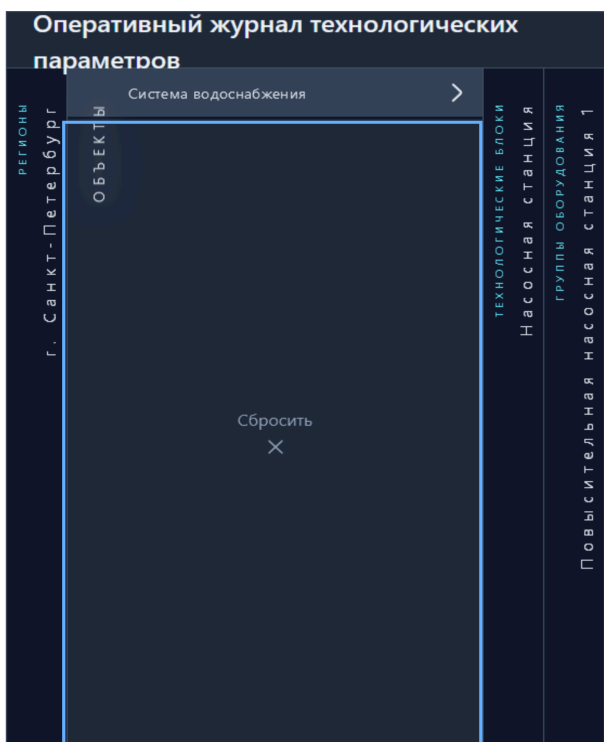 Оперативный журнал технологических
параметров
РЕГИОНЫ
г. Санкт-Петербург
Система водоснабжения
ОБЪЕКТЫ
Сбросить
ТЕХНОЛОГИЧЕСКИЕ БЛОКИ
Насосная станция
ГРУППЫ ОБОРУДОВАНИЯ
Повысительная насосная станция 1